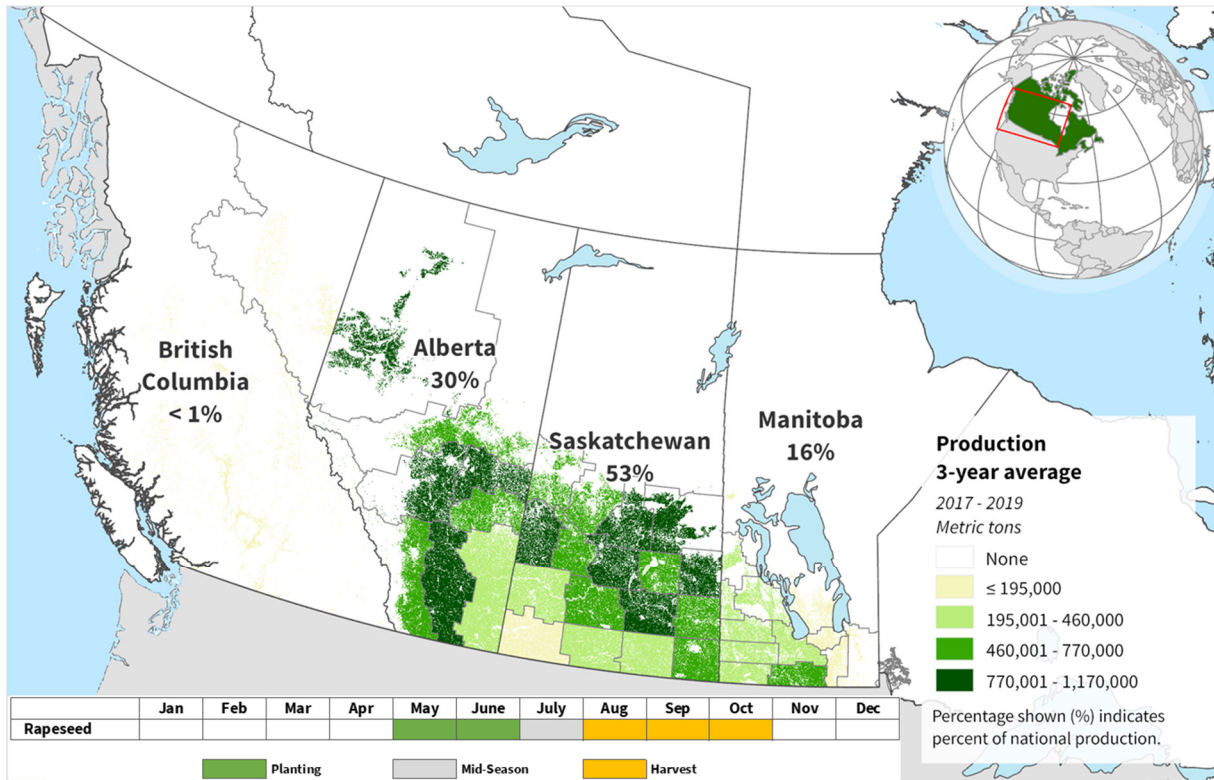 British
Columbia
< 1%
Alberta
30%
Saskatchewan
53%
Manitoba
16%
Production
3-year average
2017 - 2019
Metric tons
None
≤ 195,000
195,001 - 460,000
460,001 - 770,000
770,001 - 1,170,000
Percentage shown (%) indicates
percent of national production.
Jan Feb Mar Apr May June July Aug Sep Oct Nov Dec
Rapeseed
Planting Mid-Season Harvest